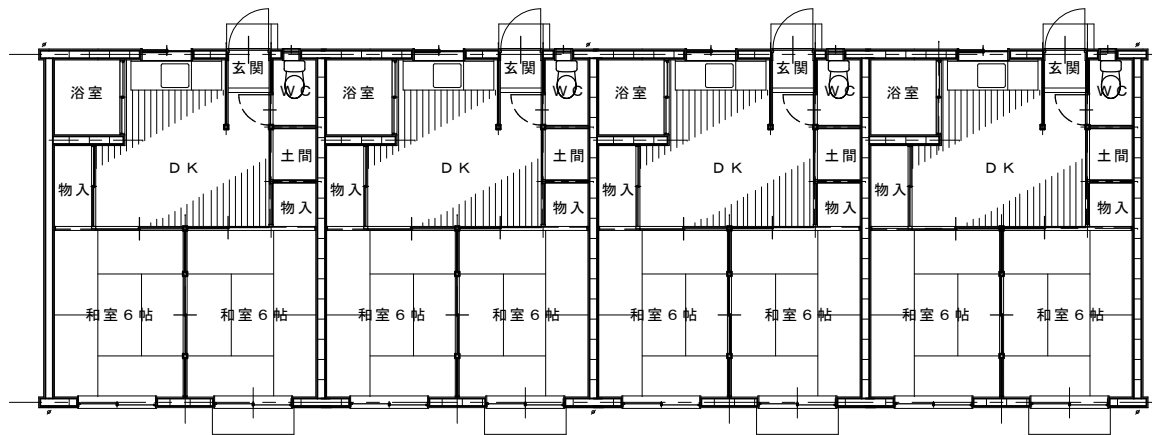 浴室 玄関 WC 浴室 玄関 WC 浴室 玄関 WC 浴室 玄関 WC
物入 DK 土間 物入 DK 土間 物入 DK 土間 物入 DK 土間
物入 物入 物入 物入
和室６帖 和室６帖 和室６帖 和室６帖 和室６帖 和室６帖 和室６帖 和室６帖